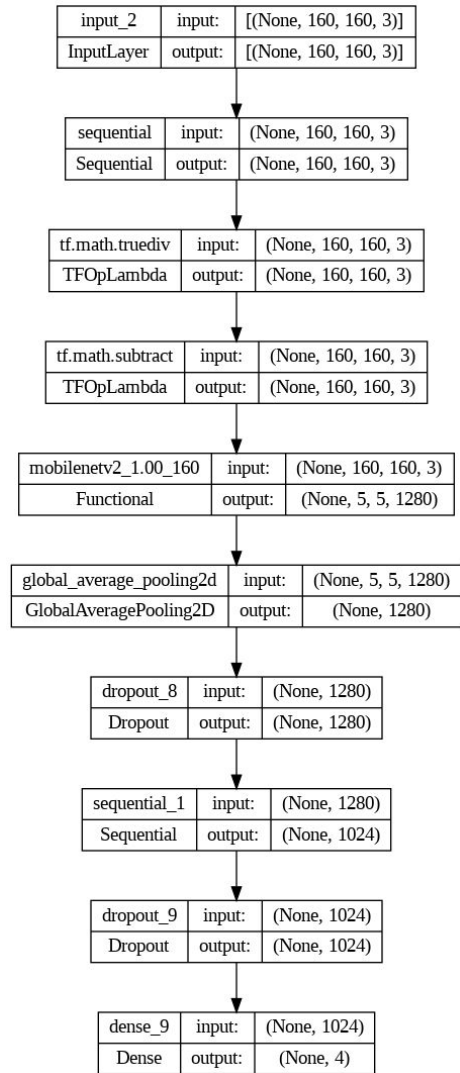 input_2 input: [(None, 160, 160, 3)]
InputLayer output: [(None, 160, 160, 3)]
sequential input: (None, 160, 160, 3)
Sequential output: (None, 160, 160, 3)
tf.math.truediv input: (None, 160, 160, 3)
TFOpLambda output: (None, 160, 160, 3)
tf.math.subtract input: (None, 160, 160, 3)
TFOpLambda output: (None, 160, 160, 3)
mobilenetv2_1.00_160 input: (None, 160, 160, 3)
Functional output: (None, 5, 5, 1280)
global_average_pooling2d input: (None, 5, 5, 1280)
GlobalAveragePooling2D output: (None, 1280)
dropout_8 input: (None, 1280)
Dropout output: (None, 1280)
sequential_1 input: (None, 1280)
Sequential output: (None, 1024)
dropout_9 input: (None, 1024)
Dropout output: (None, 1024)
dense_9 input: (None, 1024)
Dense output: (None, 4)